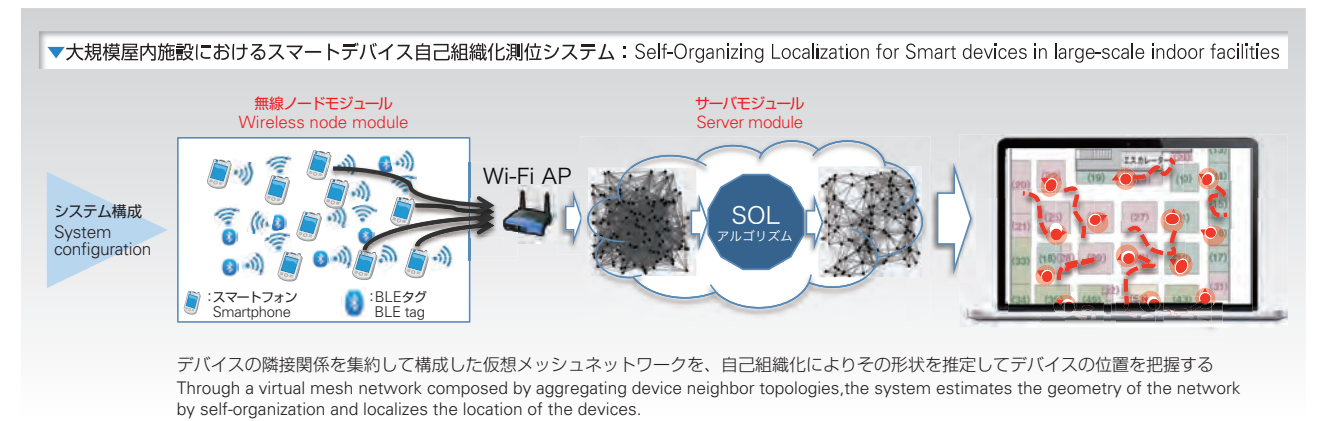 ▼大規模屋内施設におけるスマートデバイス自己組織化測位システム：Self-Organizing Localization for Smart devices in large-scale indoor facilities
無線ノードモジュール
Wireless node module
サーバモジュール
Server module
システム構成
System
configuration
Wi-Fi AP
SOL
アルゴリズム
：スマートフォン
Smartphone
：BLEタグ
BLE tag
エスカレーター
(20)
(19)
(10)
(25)
(27)
(21)
(33)
(18)
(17)
デバイスの隣接関係を集約して構成した仮想メッシュネットワークを、自己組織化によりその形状を推定してデバイスの位置を把握する
Through a virtual mesh network composed by aggregating device neighbor topologies,the system estimates the geometry of the network
by self-organization and localizes the location of the devices.